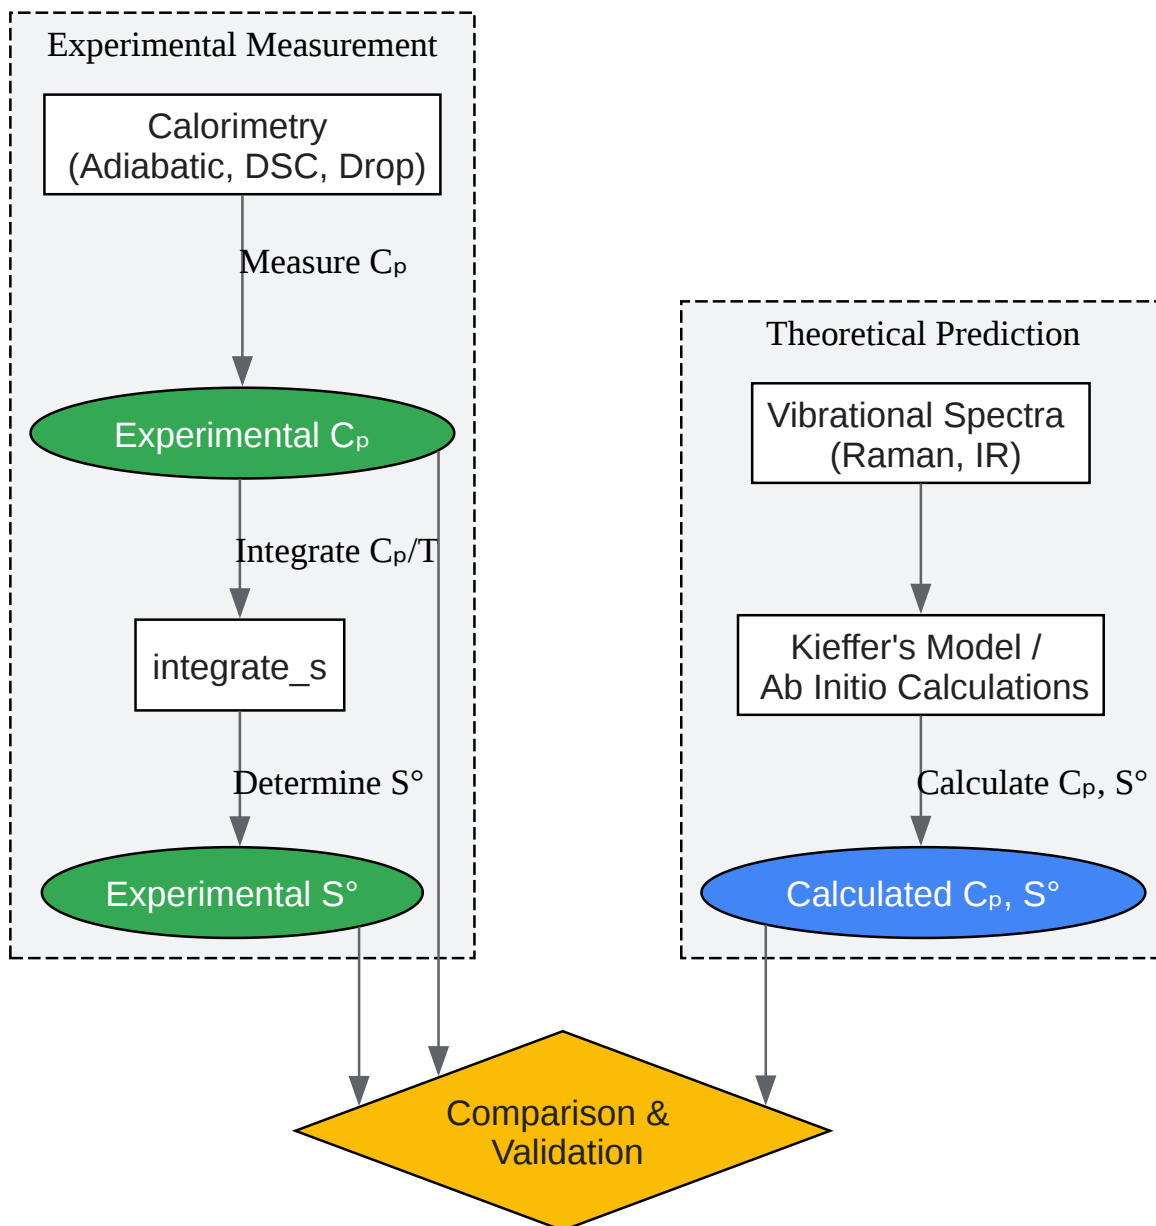 Experimental Measurement
Calorimetry
(Adiabatic, DSC, Drop)
Measure Cₚ
Experimental Cₚ
Integrate Cₚ/T
integrate_s
Determine S°
Experimental S°
Theoretical Prediction
Vibrational Spectra
(Raman, IR)
Kieffer's Model /
Ab Initio Calculations
Calculate Cₚ, S°
Calculated Cₚ, S°
Comparison &
Validation